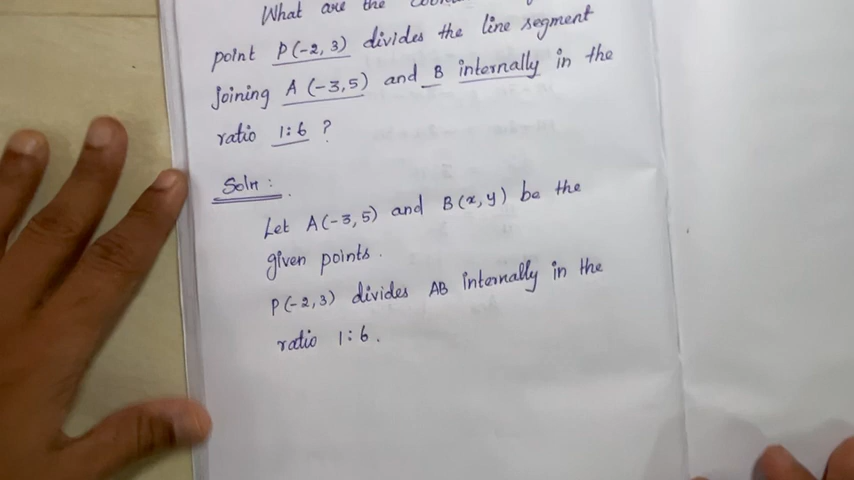 What are the
point P(-2, 3) divides the line segment
joining A (-3,5) and B internally in the
ratio 1:6 ?
Soln :
Let A(-3,5) and B(x,y) be the
given points.
P(-2,3) divides AB internally in the
ratio 1:6.